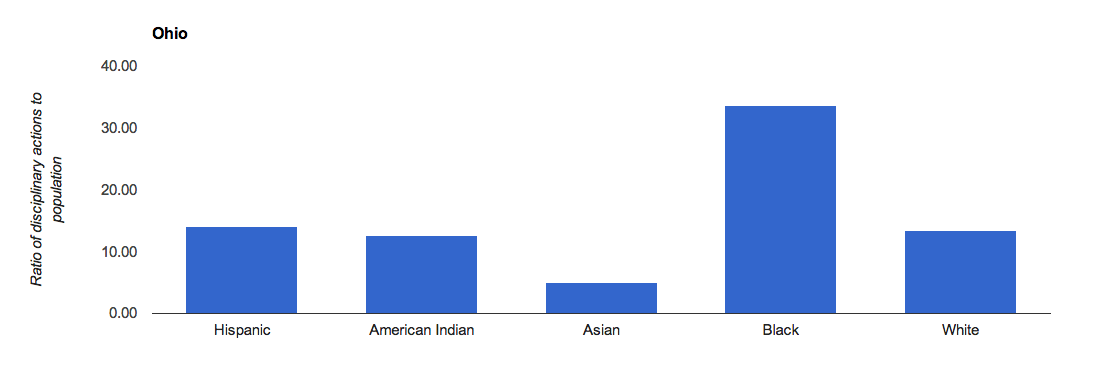 Ohio
Ratio of disciplinary actions to
population
40.00
30.00
20.00
10.00
0.00
Hispanic
American Indian
Asian
Black
White